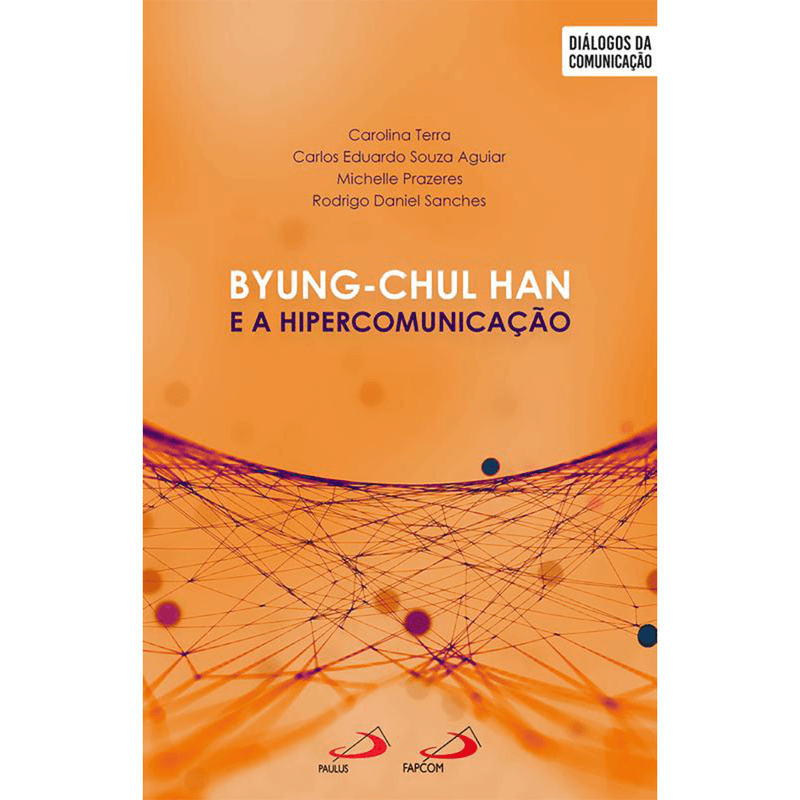 DIÁLOGOS DA
COMUNICAÇÃO
Carolina Terra
Carlos Eduardo Souza Aguiar
Michelle Prazeres
Rodrigo Daniel Sanches
BYUNG-CHUL HAN
E A HIPERCOMUNICAÇÃO
PAULUS
FAPCOM